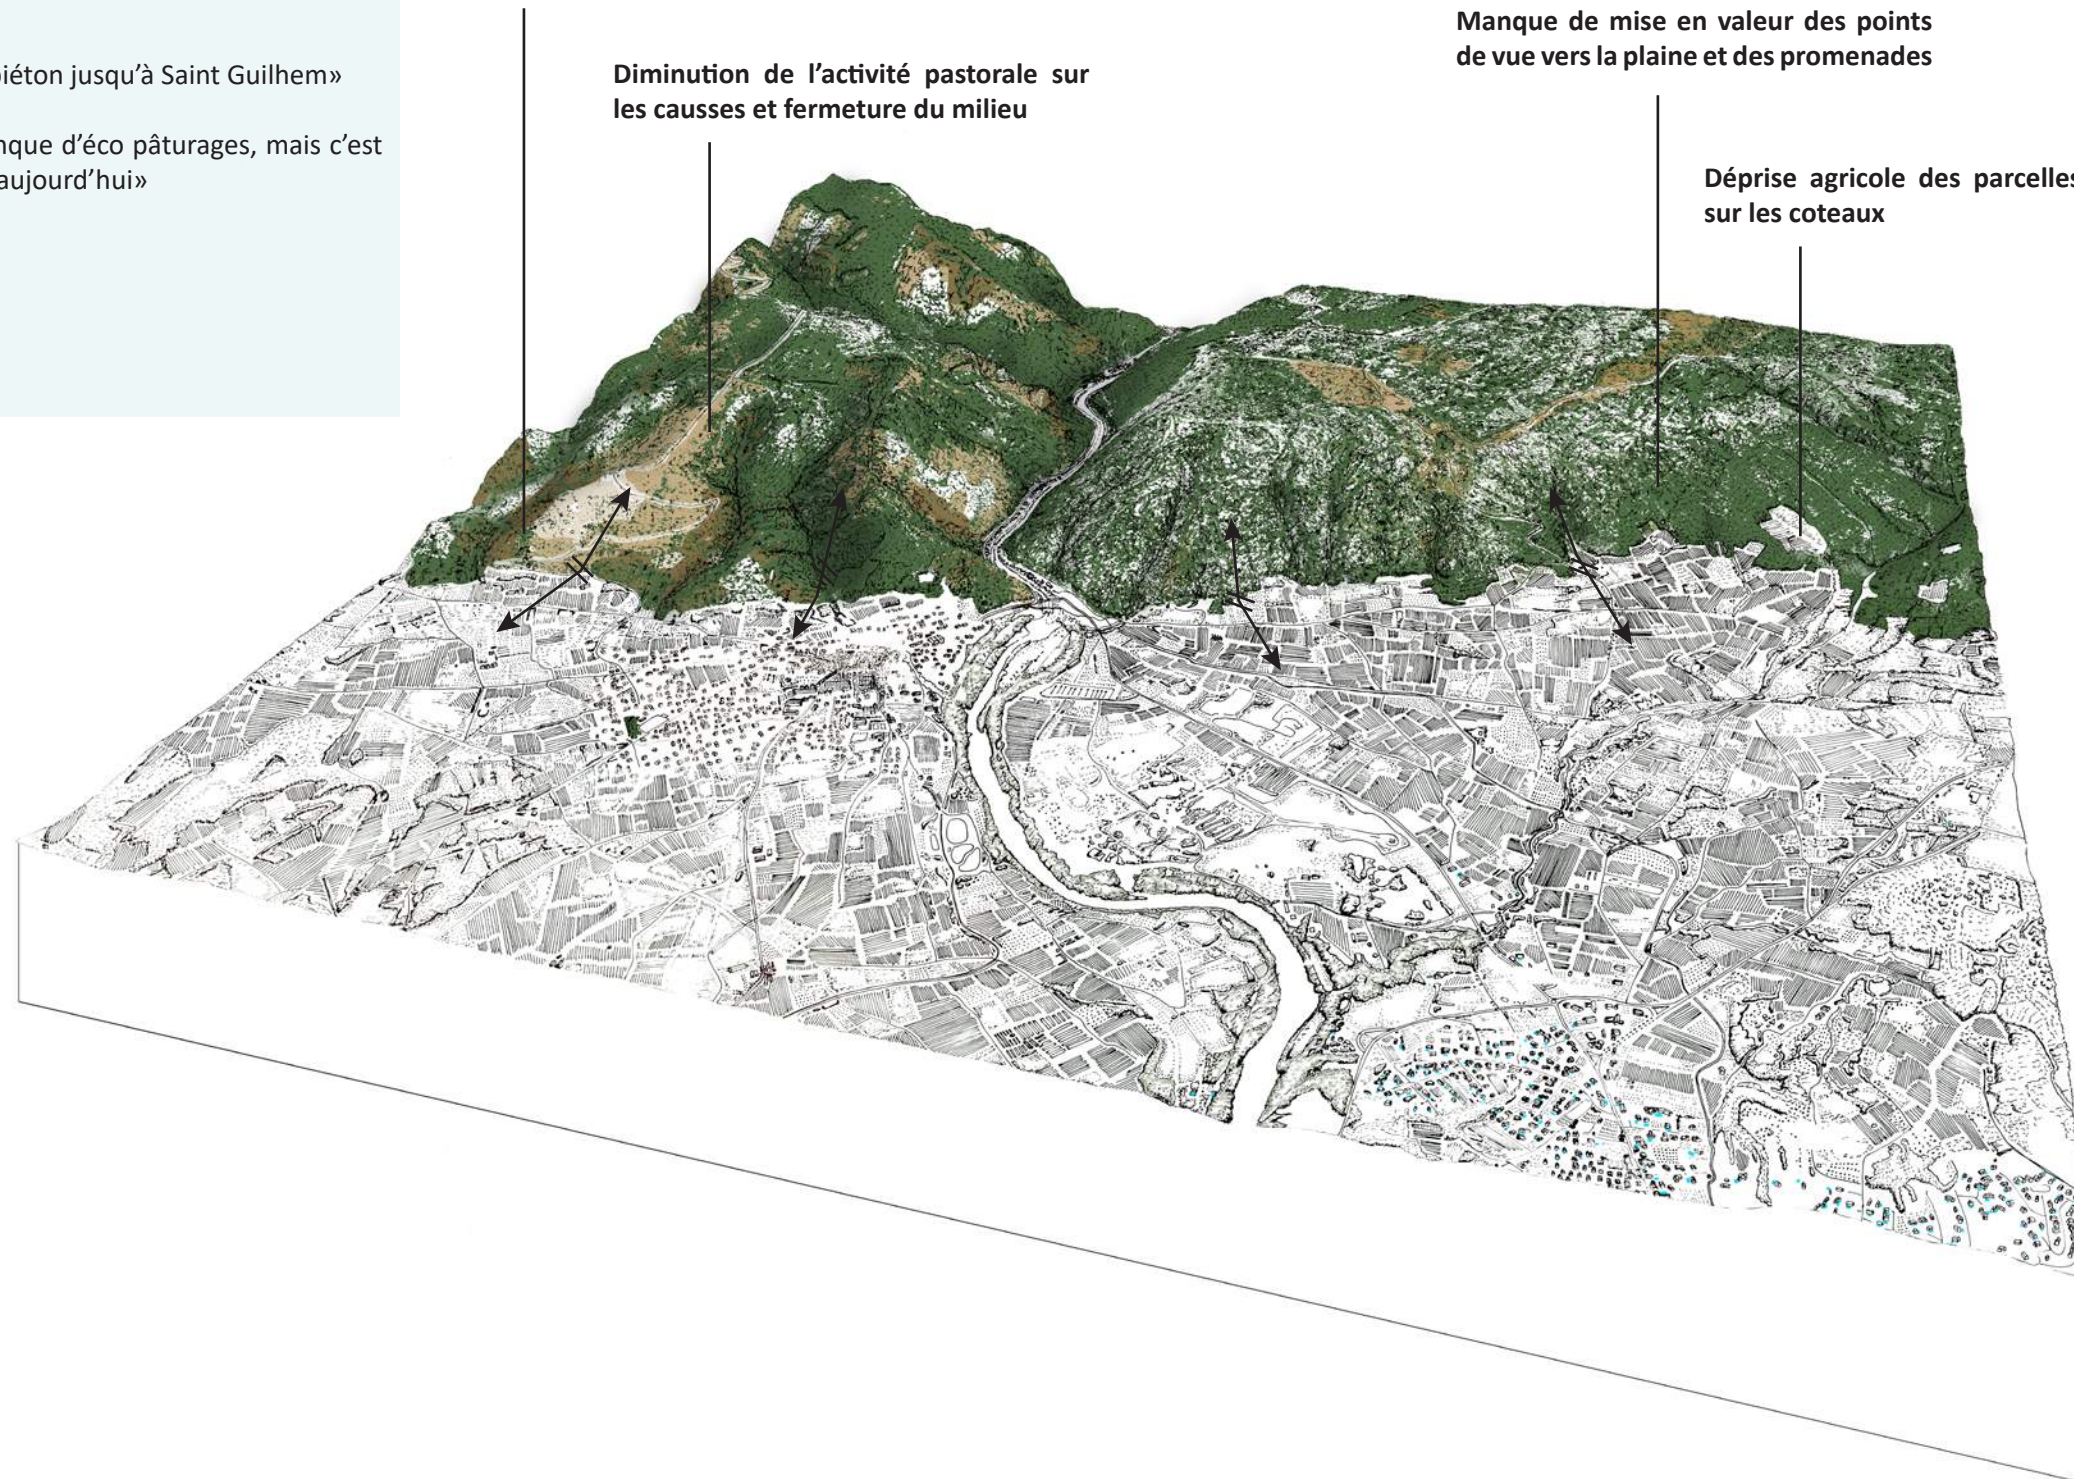 jusqu’à Saint Guilhem»
d’éco pâturages, mais c’est
aujourd’hui»
Diminution de l’activité pastorale sur
les causses et fermeture du milieu
Manque de mise en valeur des points
de vue vers la plaine et des promenades
Déprise agricole des parcelles
sur les coteaux